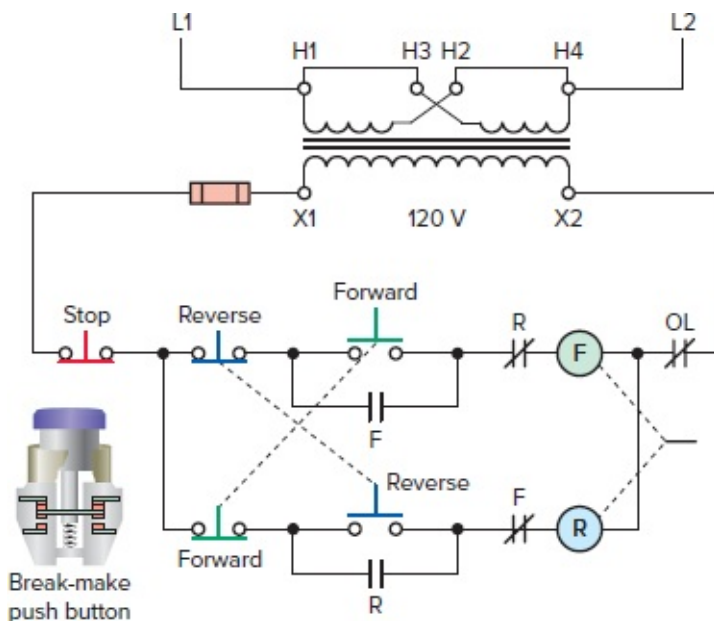 L1
L2
H1
H3
H2
H4
X1
120 V
X2
Forward
Stop
Reverse
R
F
OL
F
Reverse
F
R
Forward
R
Break-make
push button